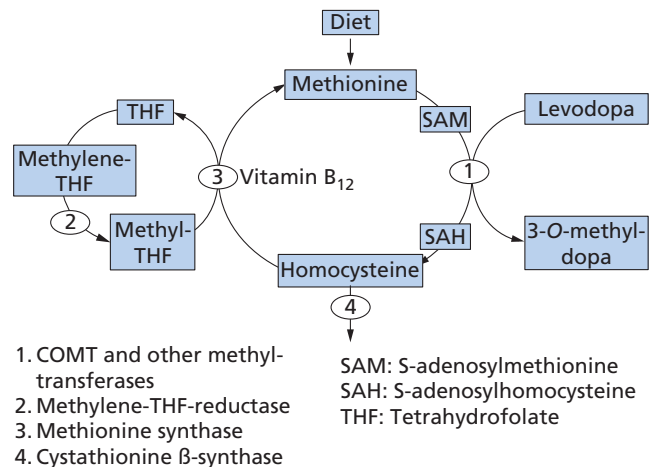 Diet
Methionine
THF
SAM
Levodopa
Methylene-
THF
3
Vitamin B₁₂
1
2
Methyl-
THF
SAH
3-O-methyl-
dopa
Homocysteine
4
1. COMT and other methyl-
transferases
2. Methylene-THF-reductase
3. Methionine synthase
4. Cystathionine ß-synthase
SAM: S-adenosylmethionine
SAH: S-adenosylhomocysteine
THF: Tetrahydrofolate